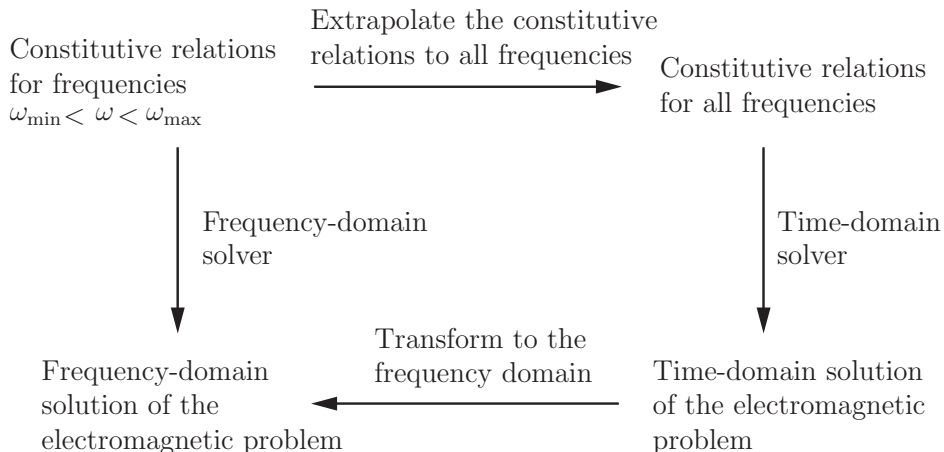 Constitutive relations
for frequencies
ω_min < ω < ω_max
Extrapolate the constitutive
relations to all frequencies
Constitutive relations
for all frequencies
Frequency-domain
solver
Time-domain
solver
Transform to the
frequency domain
Frequency-domain
solution of the
electromagnetic problem
Time-domain solution
of the electromagnetic
problem